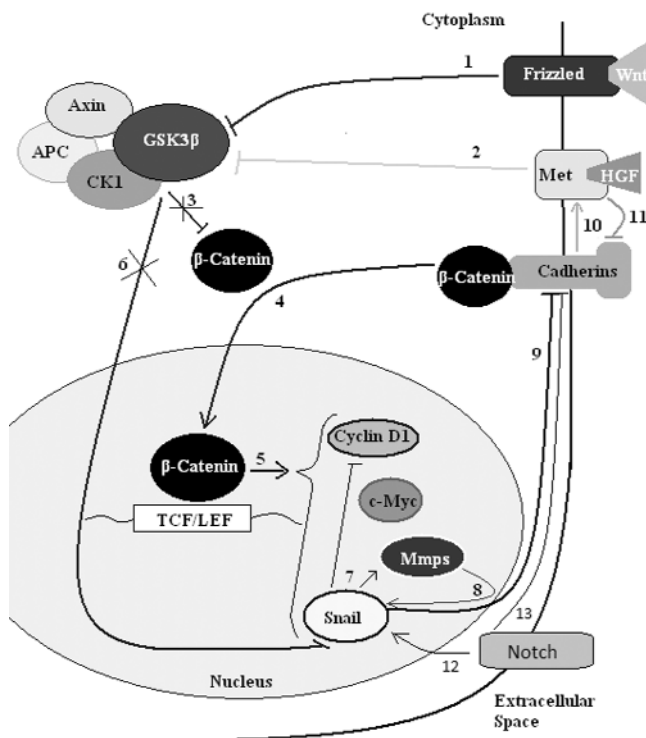 Cytoplasm
1
Frizzled
Wnt
Axin
GSK3β
APC
CK1
2
Met
HGF
3
10
11
6
β-Catenin
β-Catenin
Cadherins
4
9
Cyclin D1
β-Catenin
5
c-Myc
TCF/LEF
Mmps
7
8
Snail
13
Notch
12
Nucleus
Extracellular
Space